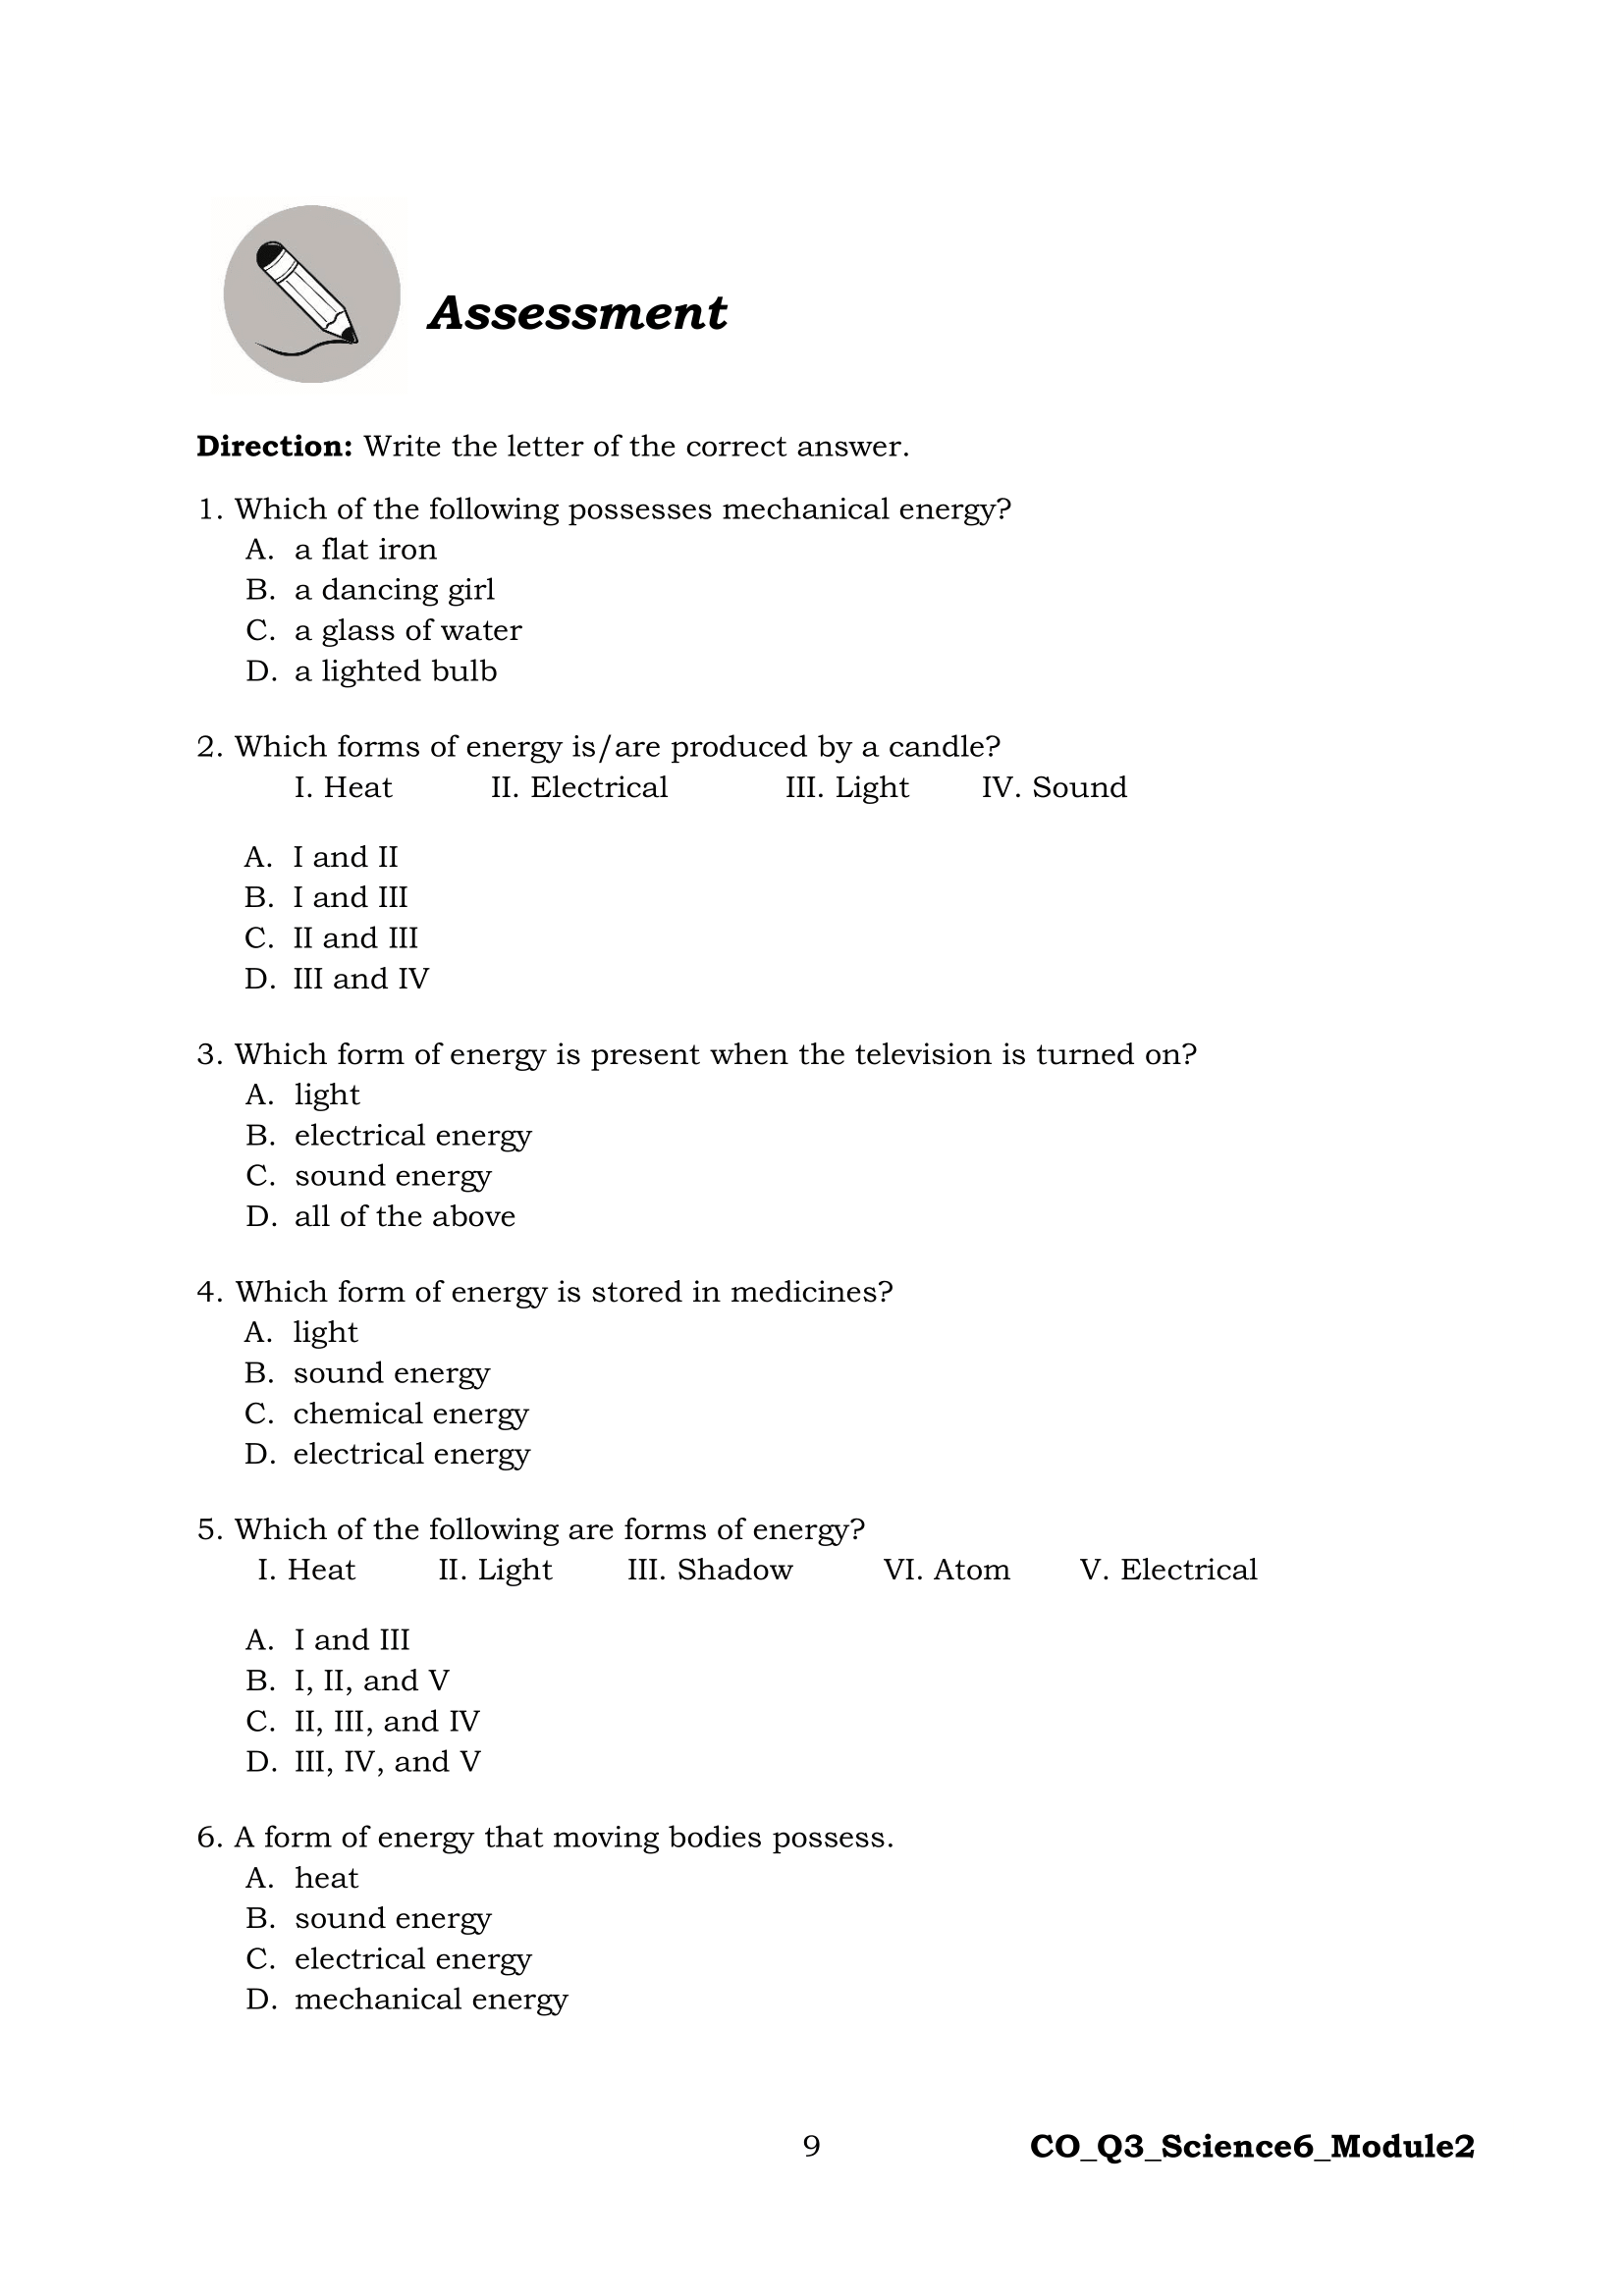 Assessment
Direction: Write the letter of the correct answer.
1. Which of the following possesses mechanical energy?
A. a flat iron
B. a dancing girl
C. a glass of water
D. a lighted bulb
2. Which forms of energy is/are produced by a candle?
I. Heat II. Electrical III. Light IV. Sound
A. I and II
B. I and III
C. II and III
D. III and IV
3. Which form of energy is present when the television is turned on?
A. light
B. electrical energy
C. sound energy
D. all of the above
4. Which form of energy is stored in medicines?
A. light
B. sound energy
C. chemical energy
D. electrical energy
5. Which of the following are forms of energy?
I. Heat II. Light III. Shadow VI. Atom V. Electrical
A. I and III
B. I, II, and V
C. II, III, and IV
D. III, IV, and V
6. A form of energy that moving bodies possess.
A. heat
B. sound energy
C. electrical energy
D. mechanical energy
9 CO_Q3_Science6_Module2